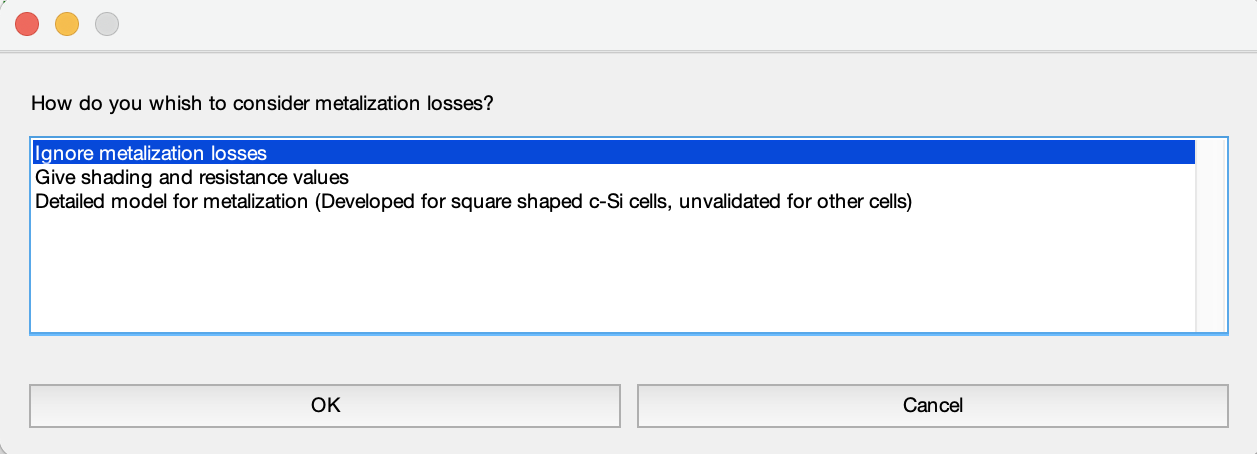 How do you whish to consider metalization losses?
Ignore metalization losses
Give shading and resistance values
Detailed model for metalization (Developed for square shaped c-Si cells, unvalidated for other cells)
OK
Cancel